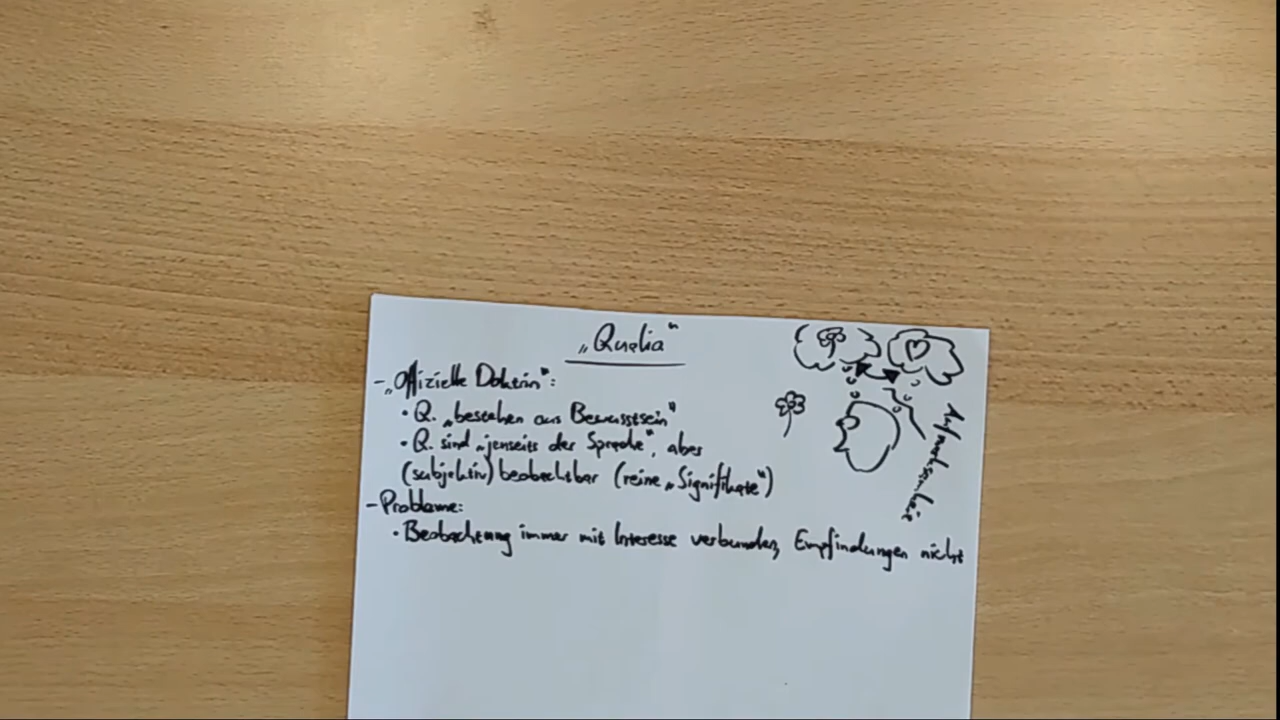 „Qualia“
- „Offizielle Doktrin“:
• Q. „bestehen aus Bewusstsein“
• Q. sind „jenseits der Sprache“, aber
(subjektiv) beobachtbar (reine „Signifikate“)
- Probleme:
• Beobachtung immer mit Interesse verbunden, Empfindungen nicht
Aufmerksamkeit